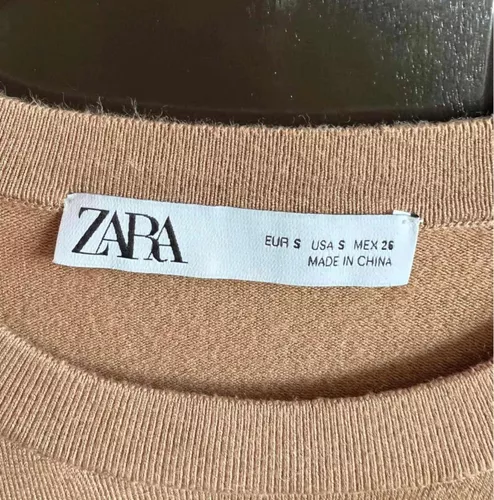 ZARA
EUR S USA S MEX 26
MADE IN CHINA